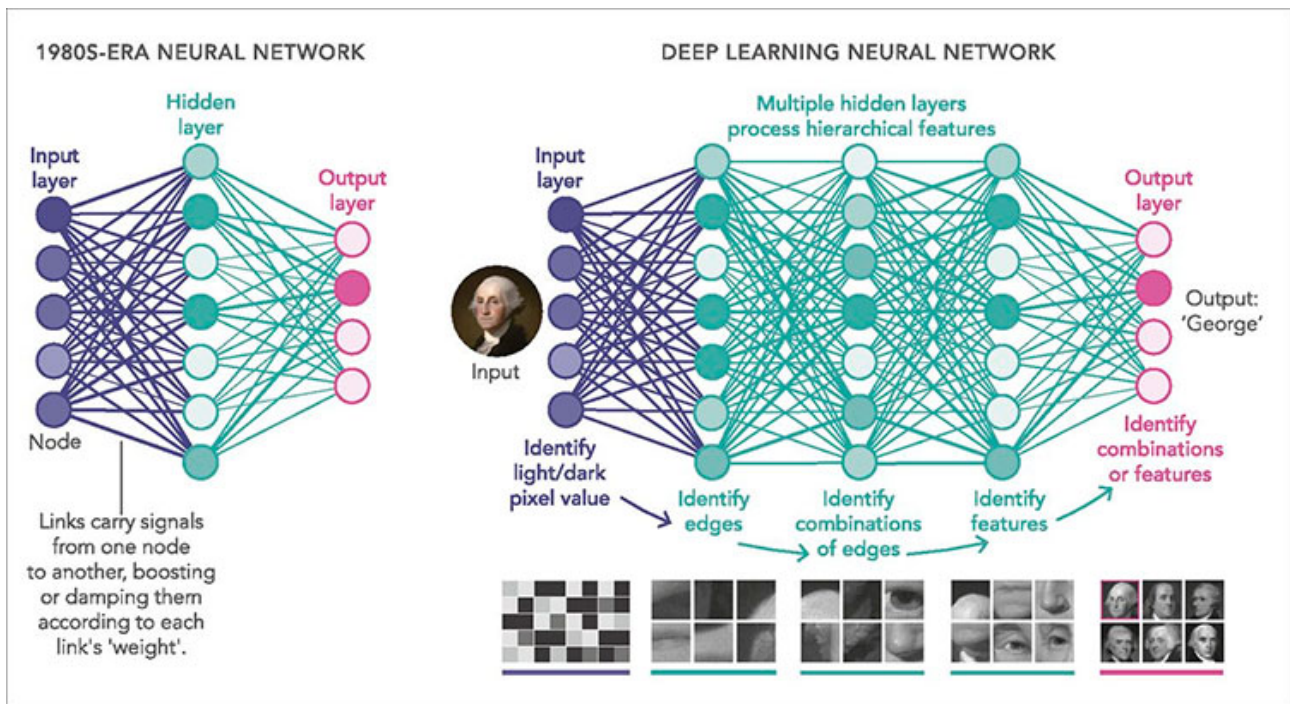 1980S-ERA NEURAL NETWORK
Hidden
layer
Input
layer
Output
layer
Node
Links carry signals
from one node
to another, boosting
or damping them
according to each
link's 'weight'.
DEEP LEARNING NEURAL NETWORK
Multiple hidden layers
process hierarchical features
Input
layer
Output
layer
Input
Output:
'George'
Identify
light/dark
pixel value
Identify
edges
Identify
combinations
of edges
Identify
features
Identify
combinations
or features